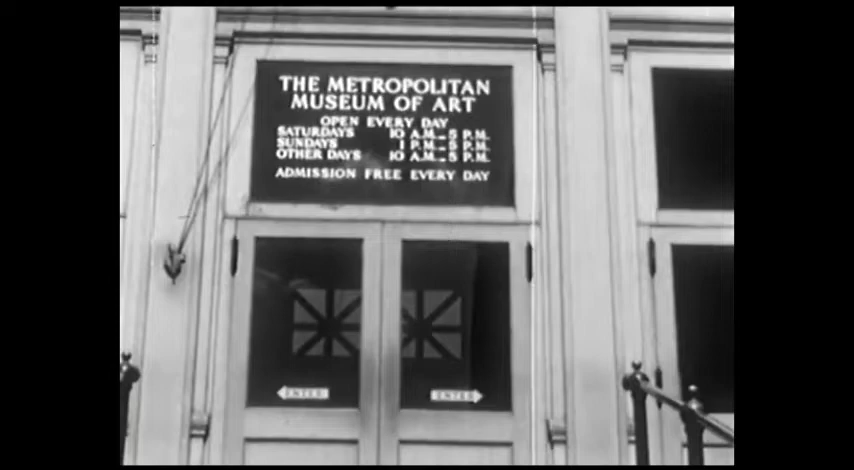 THE METROPOLITAN
MUSEUM OF ART
OPEN EVERY DAY
SATURDAYS 10 A.M.-5 P.M.
SUNDAYS 1 P.M.-5 P.M.
OTHER DAYS 10 A.M.-5 P.M.
ADMISSION FREE EVERY DAY
ENTER ENTER